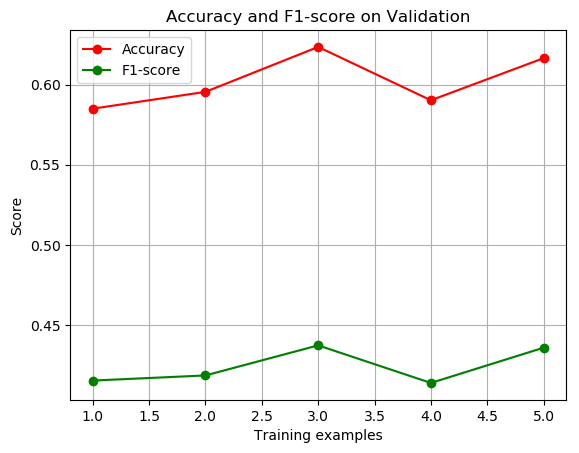 Accuracy and F1-score on Validation
Accuracy
F1-score
0.60
0.55
0.50
0.45
Score
1.0 1.5 2.0 2.5 3.0 3.5 4.0 4.5 5.0
Training examples